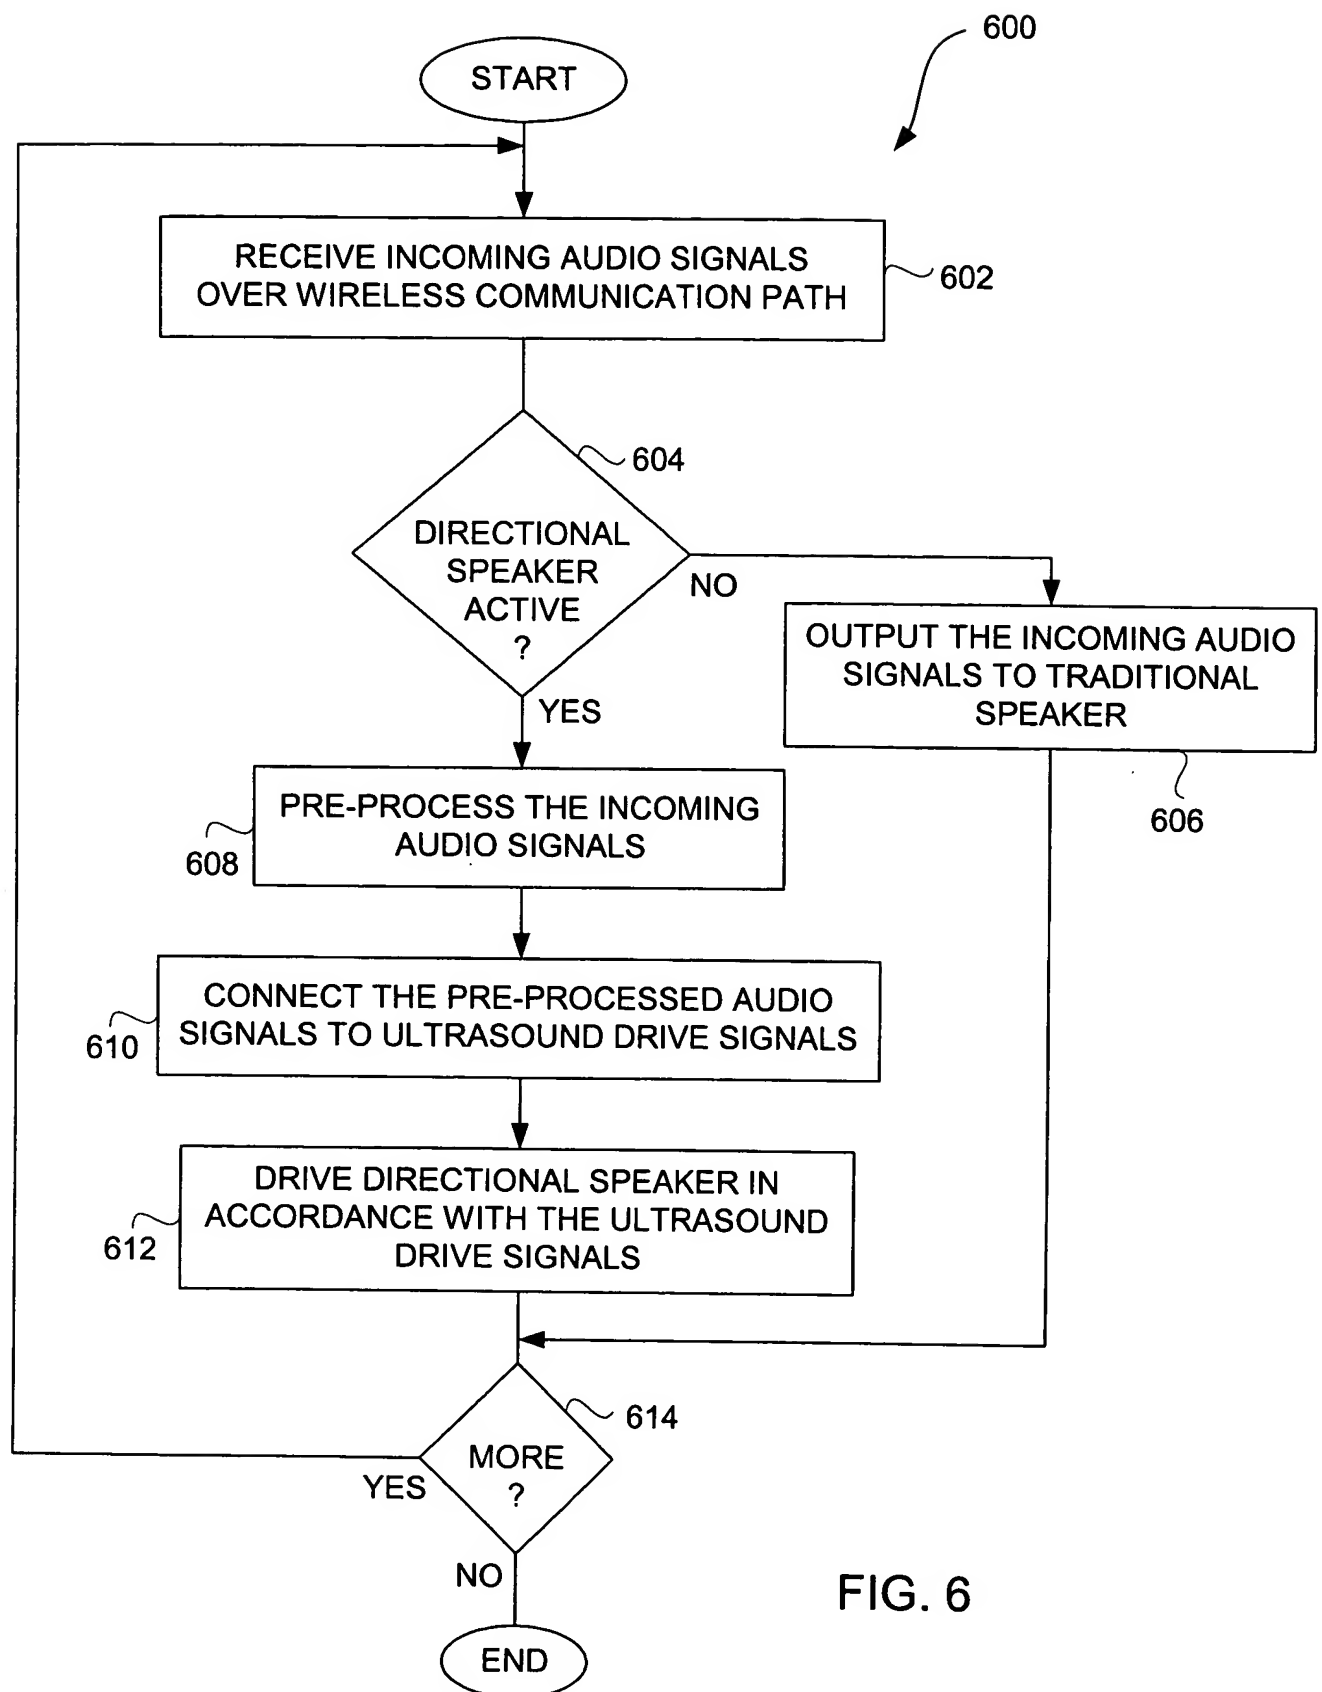 600
START
RECEIVE INCOMING AUDIO SIGNALS
OVER WIRELESS COMMUNICATION PATH
602
604
DIRECTIONAL
SPEAKER
ACTIVE
?
NO
YES
OUTPUT THE INCOMING AUDIO
SIGNALS TO TRADITIONAL
SPEAKER
606
PRE-PROCESS THE INCOMING
AUDIO SIGNALS
608
CONNECT THE PRE-PROCESSED AUDIO
SIGNALS TO ULTRASOUND DRIVE SIGNALS
610
DRIVE DIRECTIONAL SPEAKER IN
ACCORDANCE WITH THE ULTRASOUND
DRIVE SIGNALS
612
614
MORE
?
YES
NO
END
FIG. 6